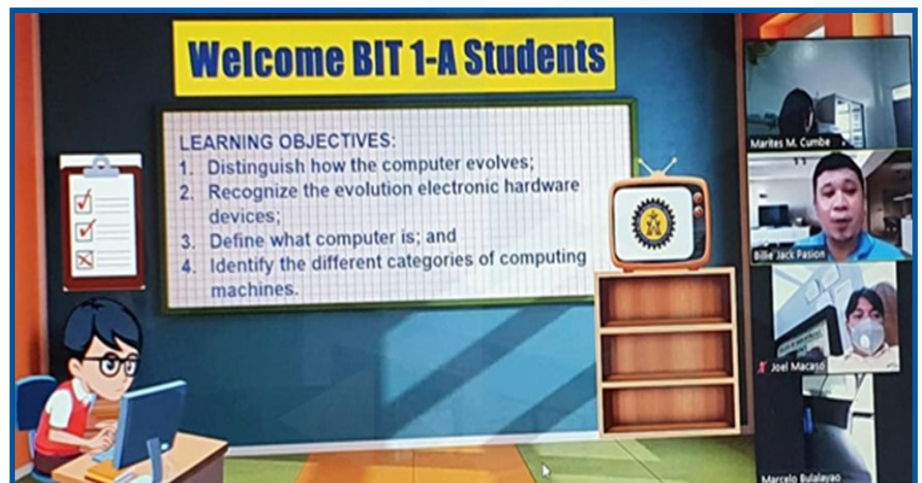 Welcome BIT 1-A Students
LEARNING OBJECTIVES:
1. Distinguish how the computer evolves;
2. Recognize the evolution electronic hardware
devices;
3. Define what computer is; and
4. Identify the different categories of computing
machines.
Marites M. Cumbe
Billie Jack Pasion
Joel Macaso
Marcelo Bulalayao